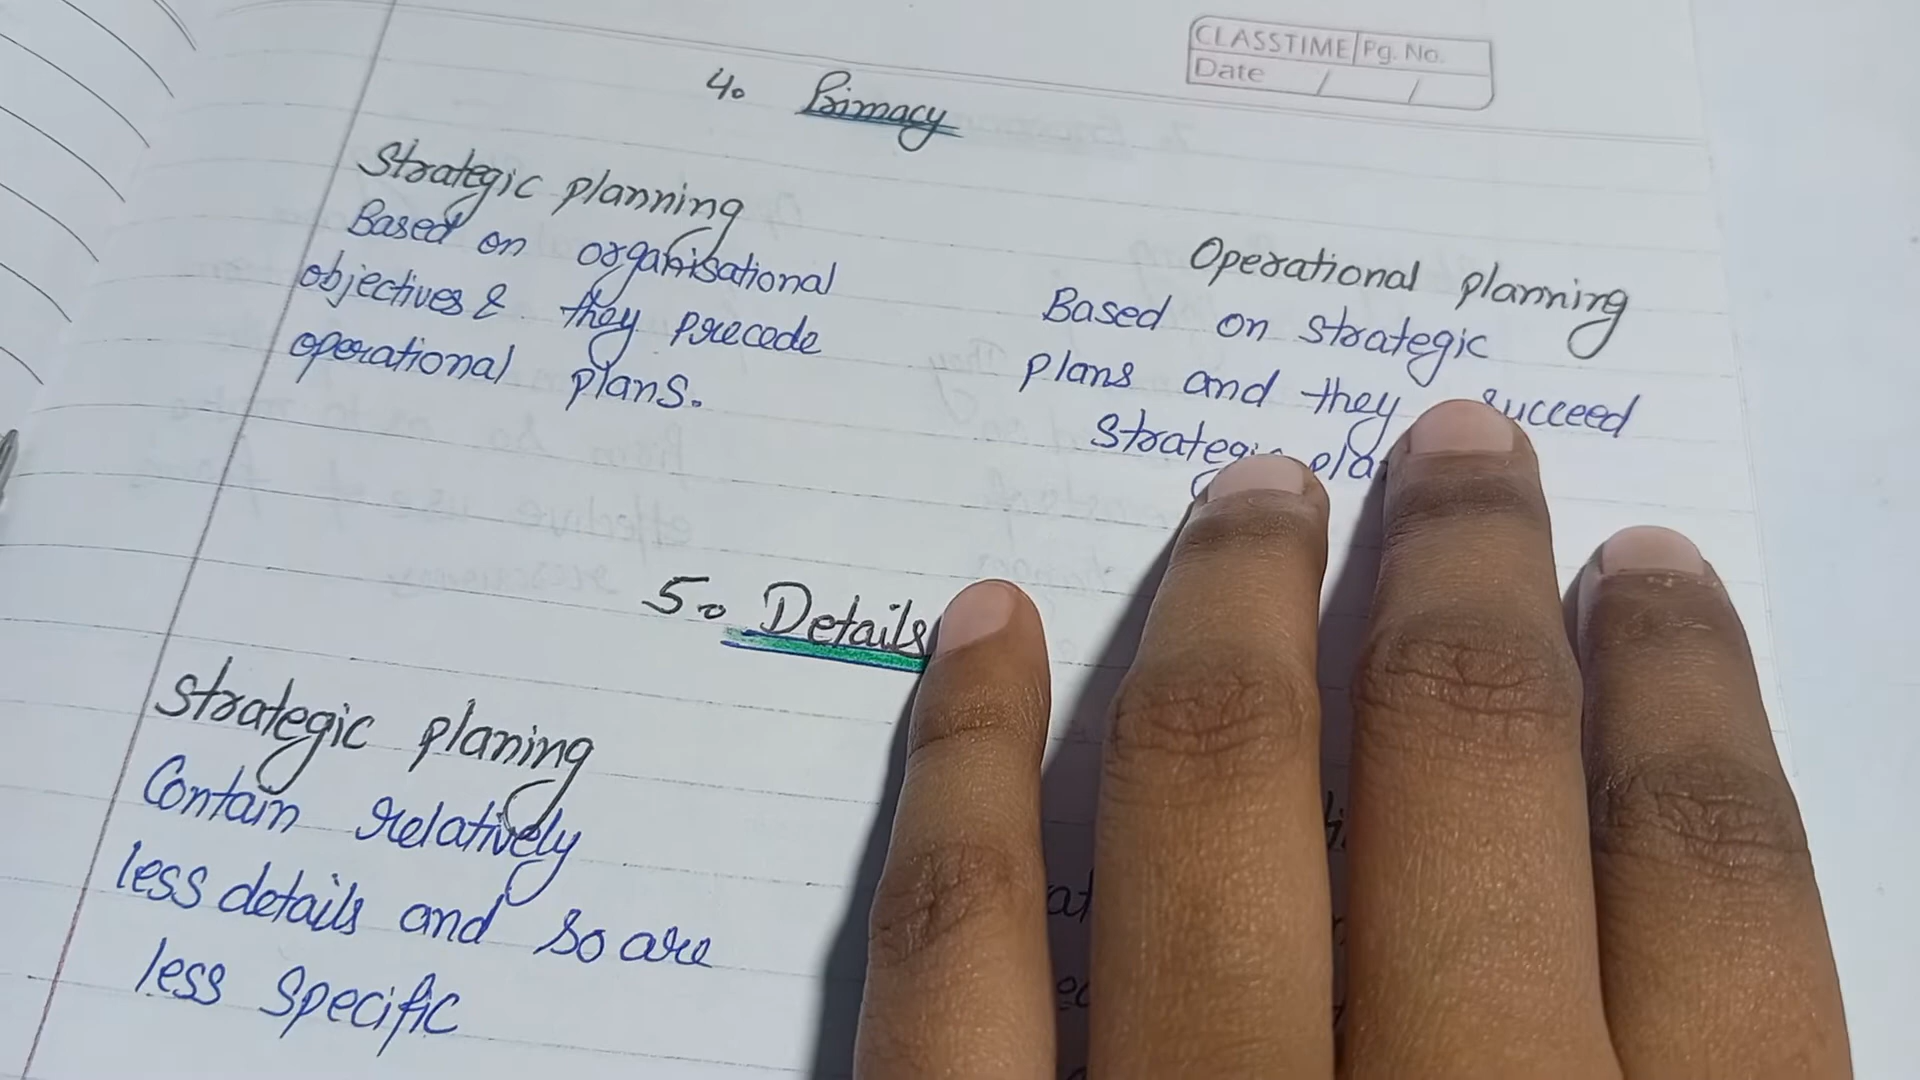 CLASSTIME Pg. No.
Date / /
4. Primacy
Strategic planning
Based on organisational
objectives & they precede
operational plans.
Operational planning
Based on strategic
plans and they succeed
Strategic
5. Details
Strategic planing
Contain relatively
less details and so are
less specific